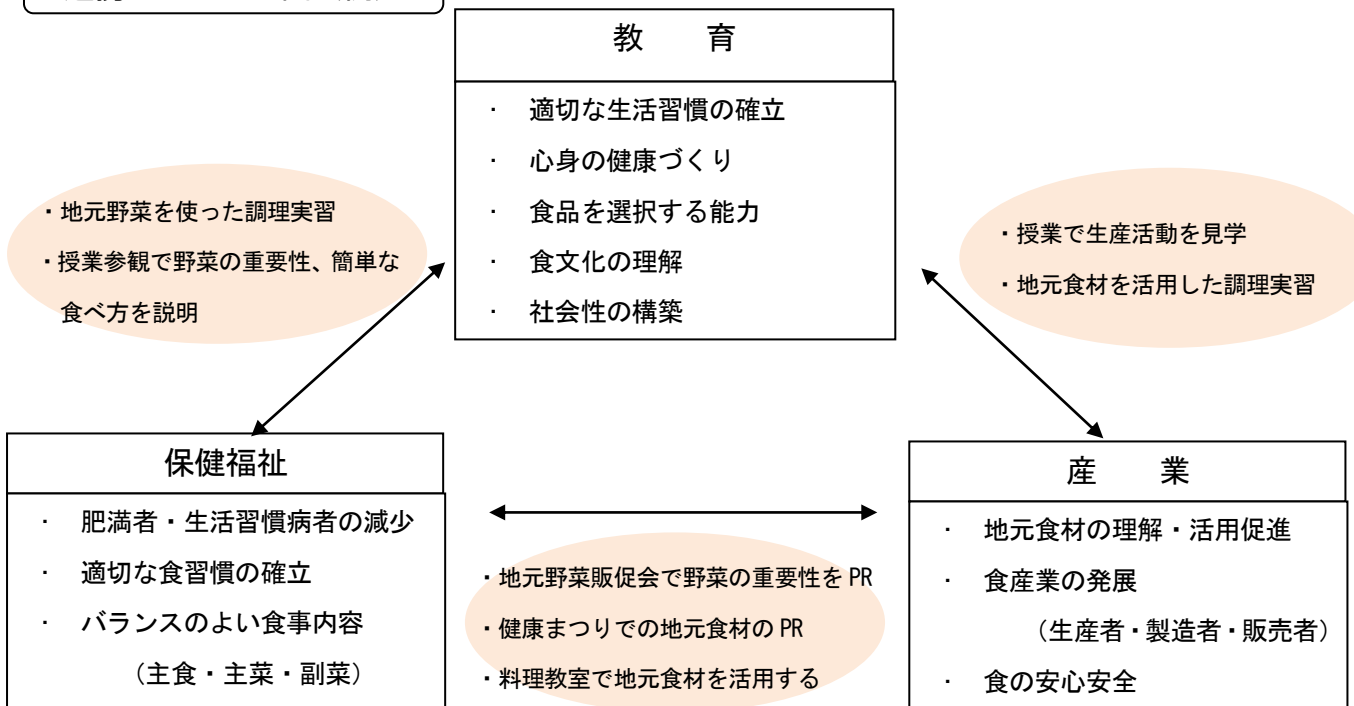 教　　育
・　適切な生活習慣の確立
・　心身の健康づくり
・　食品を選択する能力
・　食文化の理解
・　社会性の構築
・地元野菜を使った調理実習
・授業参観で野菜の重要性、簡単な
食べ方を説明
・授業で生産活動を見学
・地元食材を活用した調理実習
保健福祉
・　肥満者・生活習慣病者の減少
・　適切な食習慣の確立
・　バランスのよい食事内容
（主食・主菜・副菜）
・地元野菜販促会で野菜の重要性を PR
・健康まつりでの地元食材の PR
・料理教室で地元食材を活用する
産　　業
・　地元食材の理解・活用促進
・　食産業の発展
（生産者・製造者・販売者）
・　食の安心安全